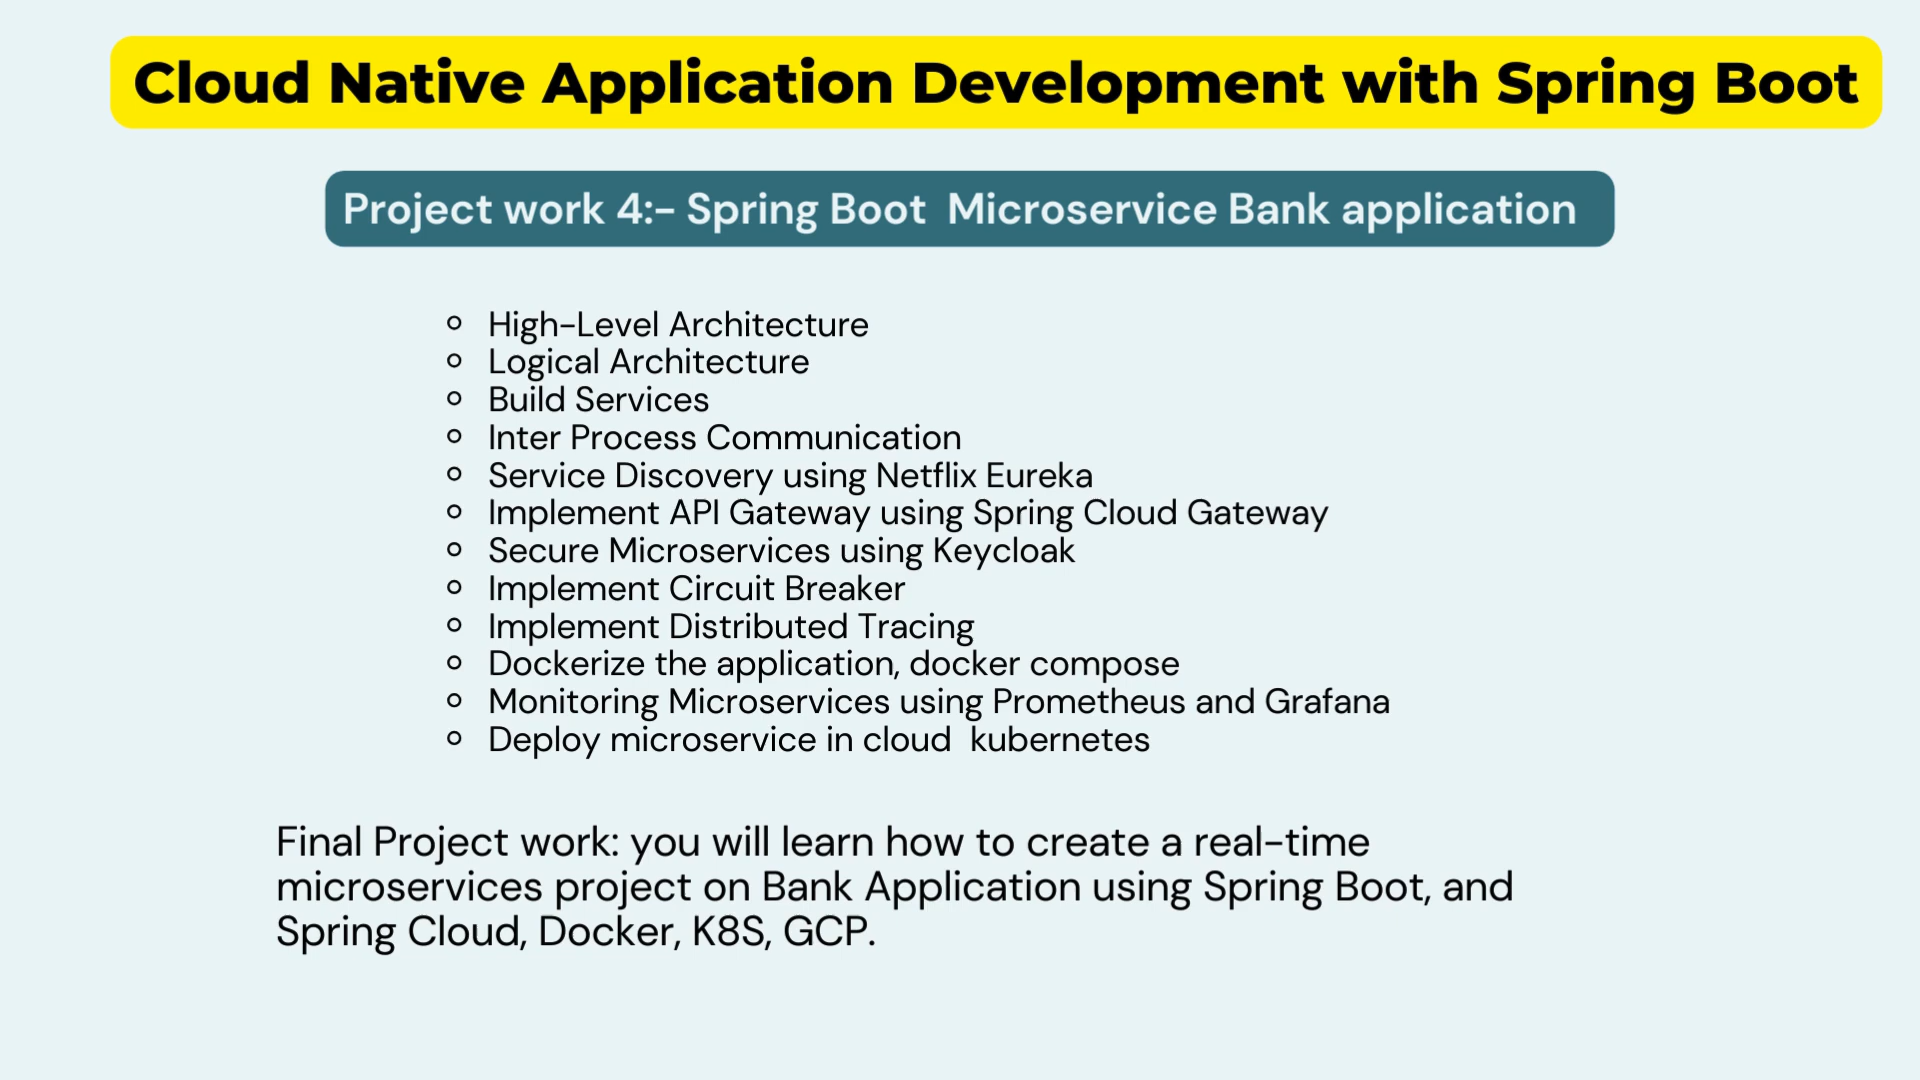 Cloud Native Application Development with Spring Boot
Project work 4:- Spring Boot  Microservice Bank application
High-Level Architecture
Logical Architecture
Build Services
Inter Process Communication
Service Discovery using Netflix Eureka
Implement API Gateway using Spring Cloud Gateway
Secure Microservices using Keycloak
Implement Circuit Breaker
Implement Distributed Tracing
Dockerize the application, docker compose
Monitoring Microservices using Prometheus and Grafana
Deploy microservice in cloud  kubernetes
Final Project work: you will learn how to create a real-time
microservices project on Bank Application using Spring Boot, and
Spring Cloud, Docker, K8S, GCP.